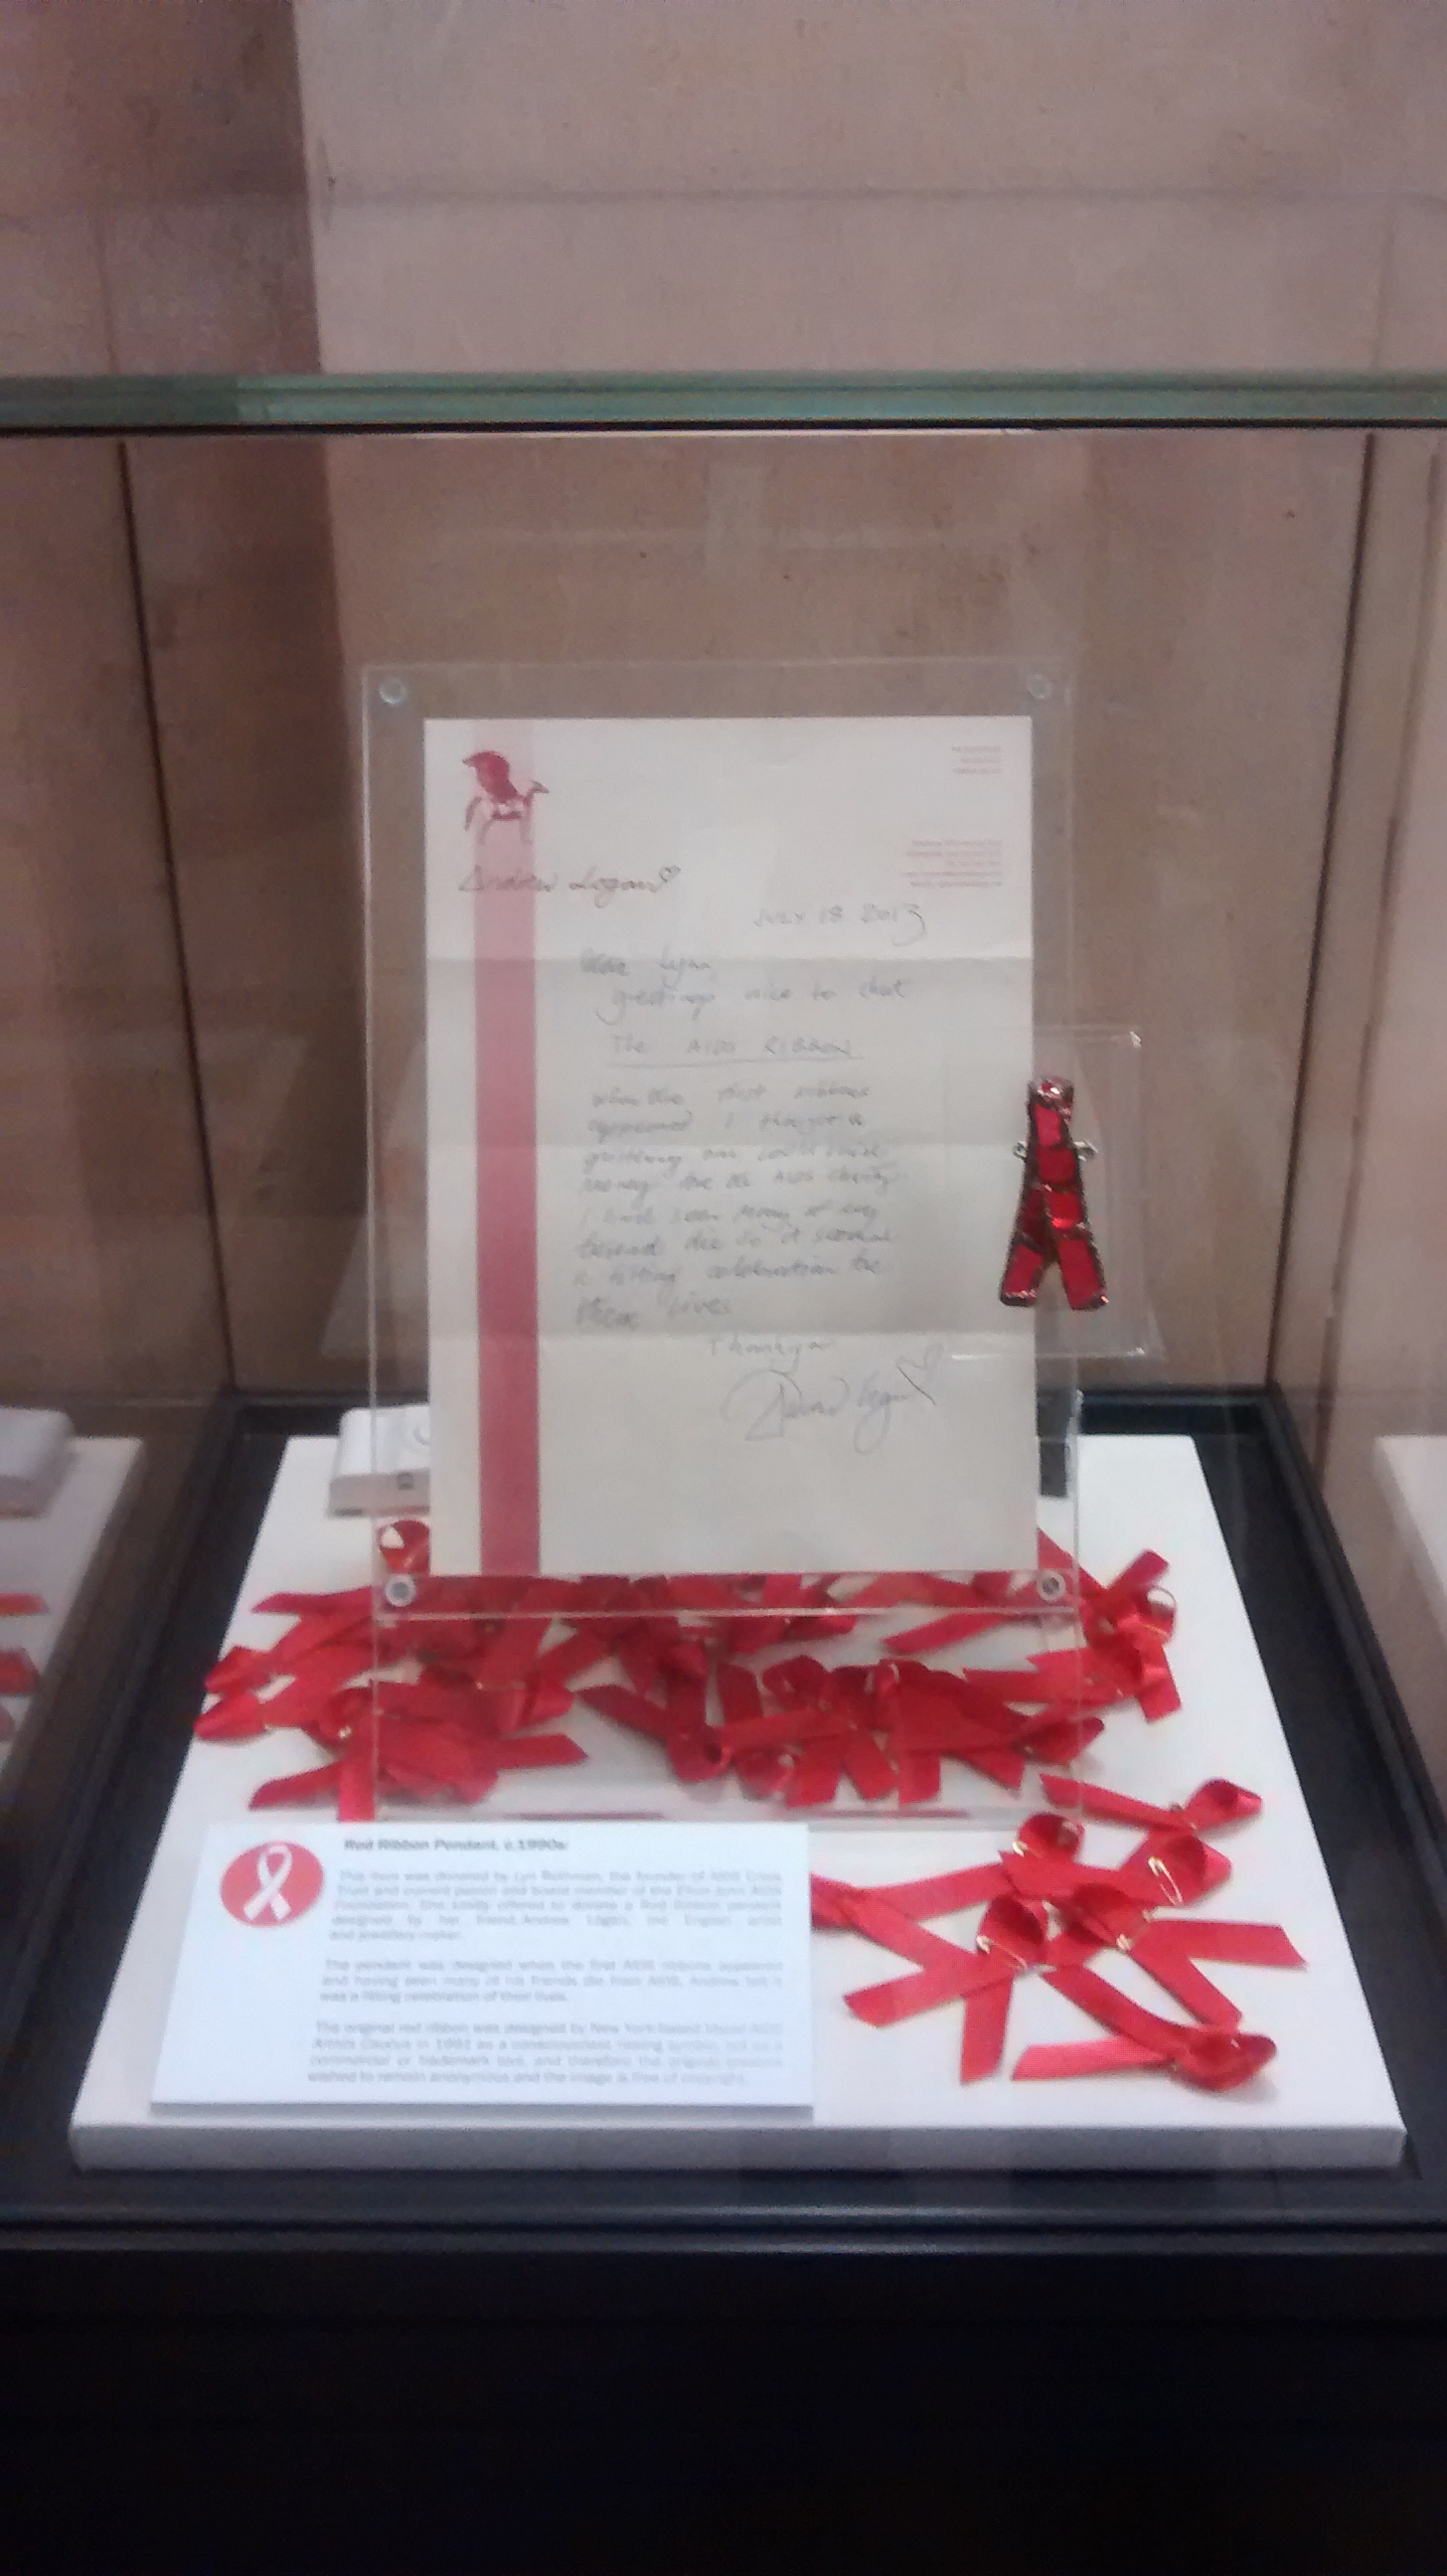 Andrew Logan
JULY 18 2013
Dear Lynn,
greetings nice to chat
The AIDS RIBBON
When the first ribbons
appeared I thought a
glittering one could raise
money for the AIDS charity
I had seen many of my
friends die so it seemed
a fitting celebration for
their lives
Thankyou
Andrew Logan
Red Ribbon Pendant, c.1990s
This item was donated by Lyn Rothman, the founder of AIDS Crisis
Trust and current patron and board member of the Elton John AIDS
Foundation. She kindly offered to donate a Red Ribbon pendant
designed by her friend Andrew Logan, the English artist
and jewellery maker.
The pendant was designed when the first AIDS ribbons appeared
and having seen many of his friends die from AIDS, Andrew felt it
was a fitting celebration of their lives.
The original red ribbon was designed by New York-based Visual AIDS
Artists Caucus in 1991 as a consciousness raising symbol, not as a
commercial or trademark tool, and therefore the original creators
wished to remain anonymous and the image is free of copyright.